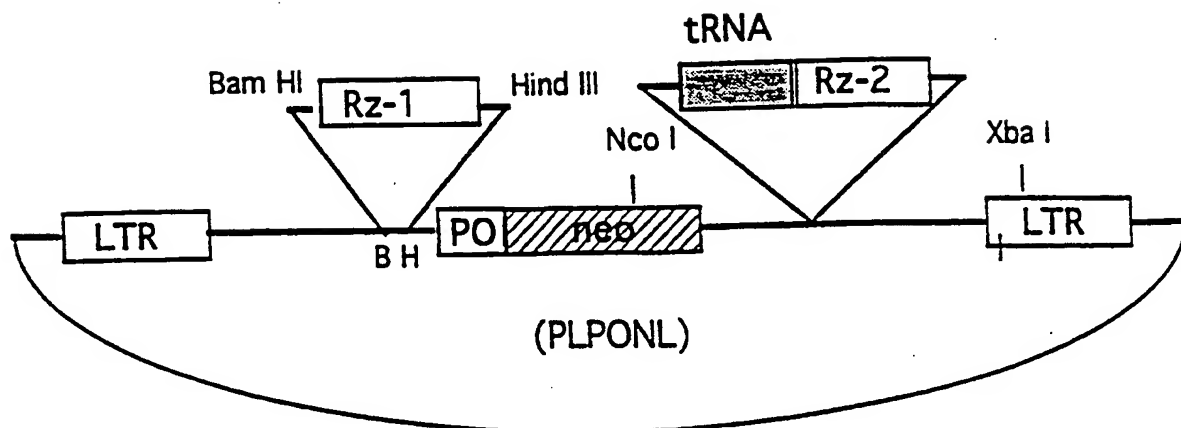 tRNA
Bam HI
Rz-1
Hind III
Rz-2
Nco I
Xba I
LTR
B H
PO
neo
LTR
(PLPONL)